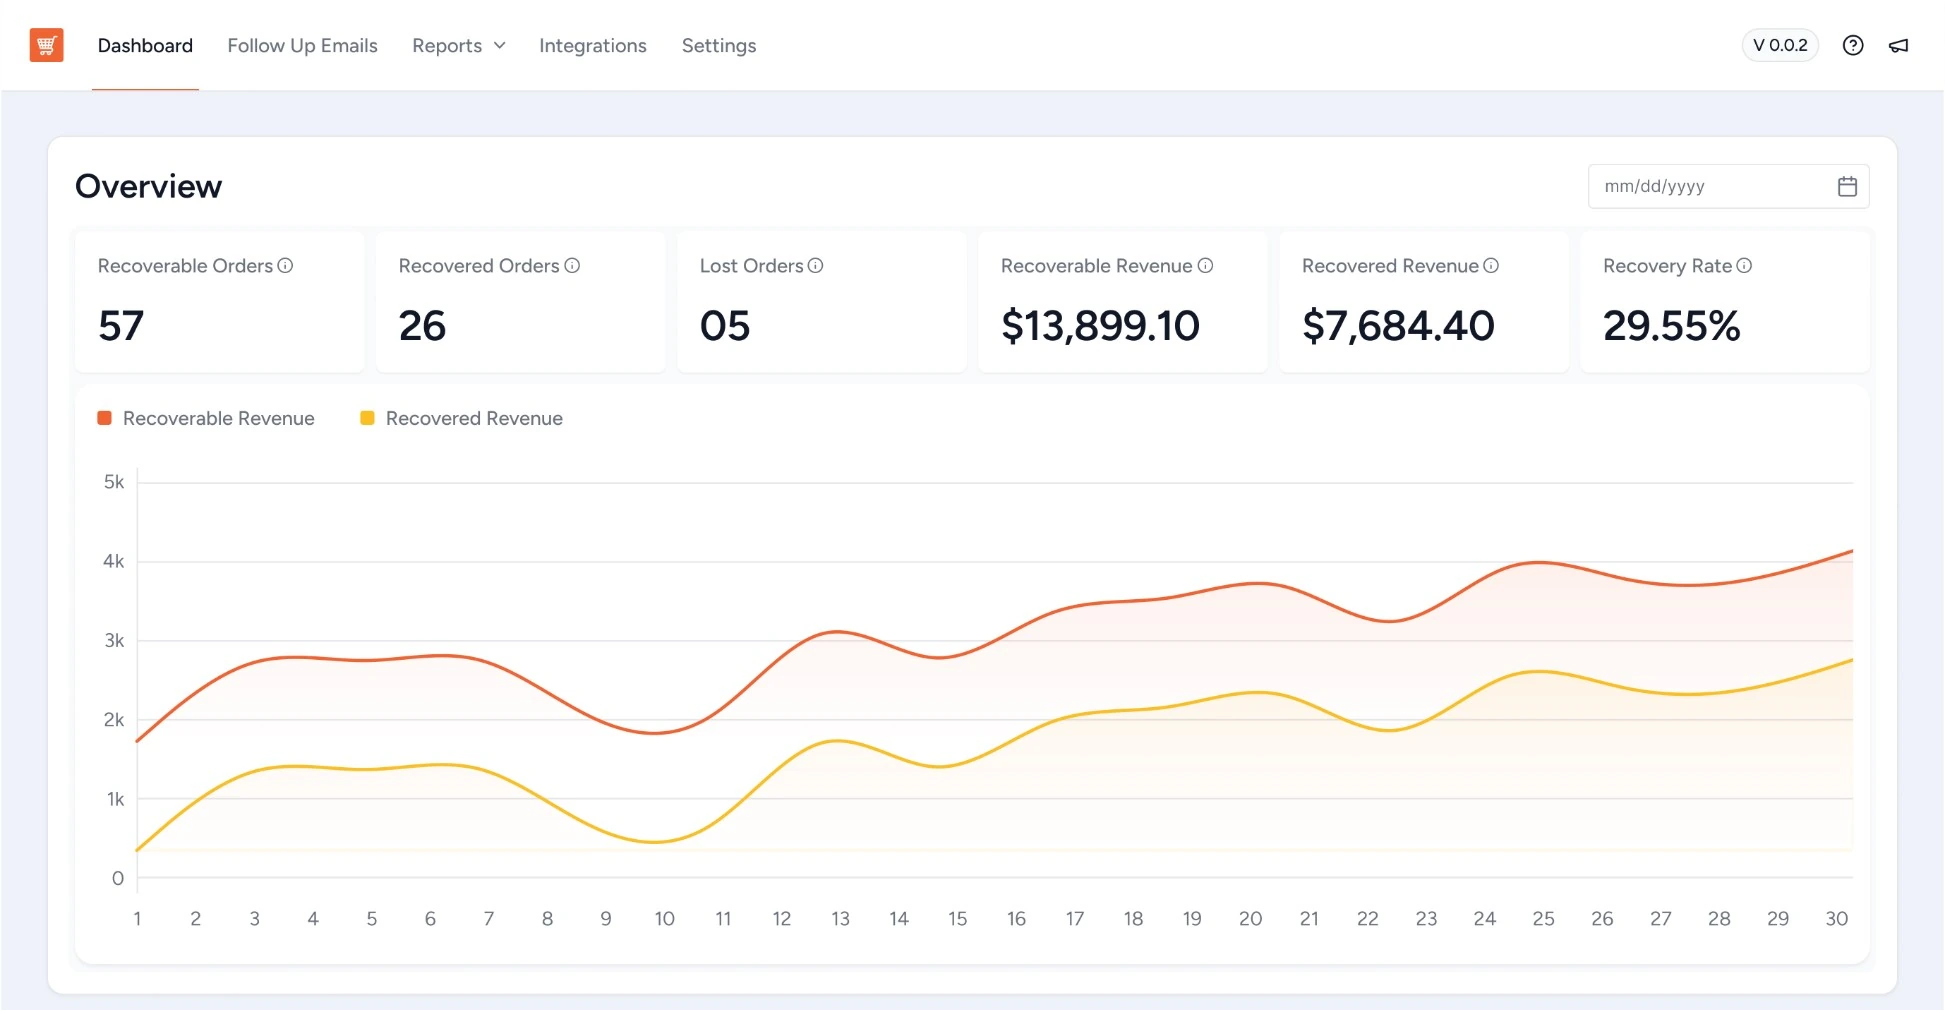 Dashboard Follow Up Emails Reports Integrations Settings V 0.0.2
Overview mm/dd/yyyy
Recoverable Orders Recovered Orders Lost Orders Recoverable Revenue Recovered Revenue Recovery Rate
57 26 05 $13,899.10 $7,684.40 29.55%
Recoverable Revenue Recovered Revenue
5k
4k
3k
2k
1k
0
1 2 3 4 5 6 7 8 9 10 11 12 13 14 15 16 17 18 19 20 21 22 23 24 25 26 27 28 29 30